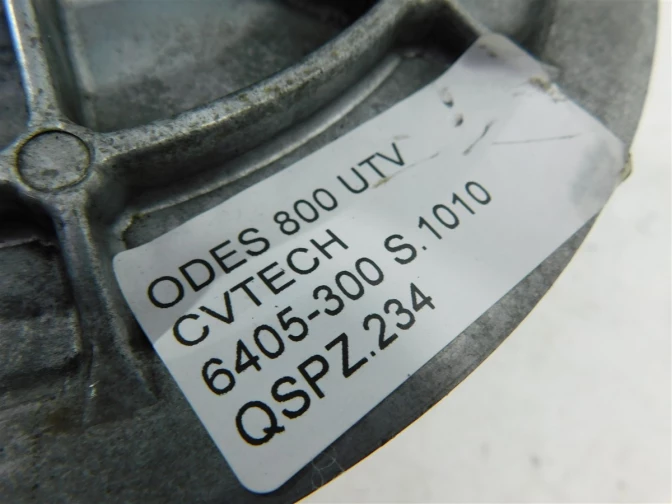 ODES 800 UTV
CVTECH
6405-300 S.1010
QSPZ.234